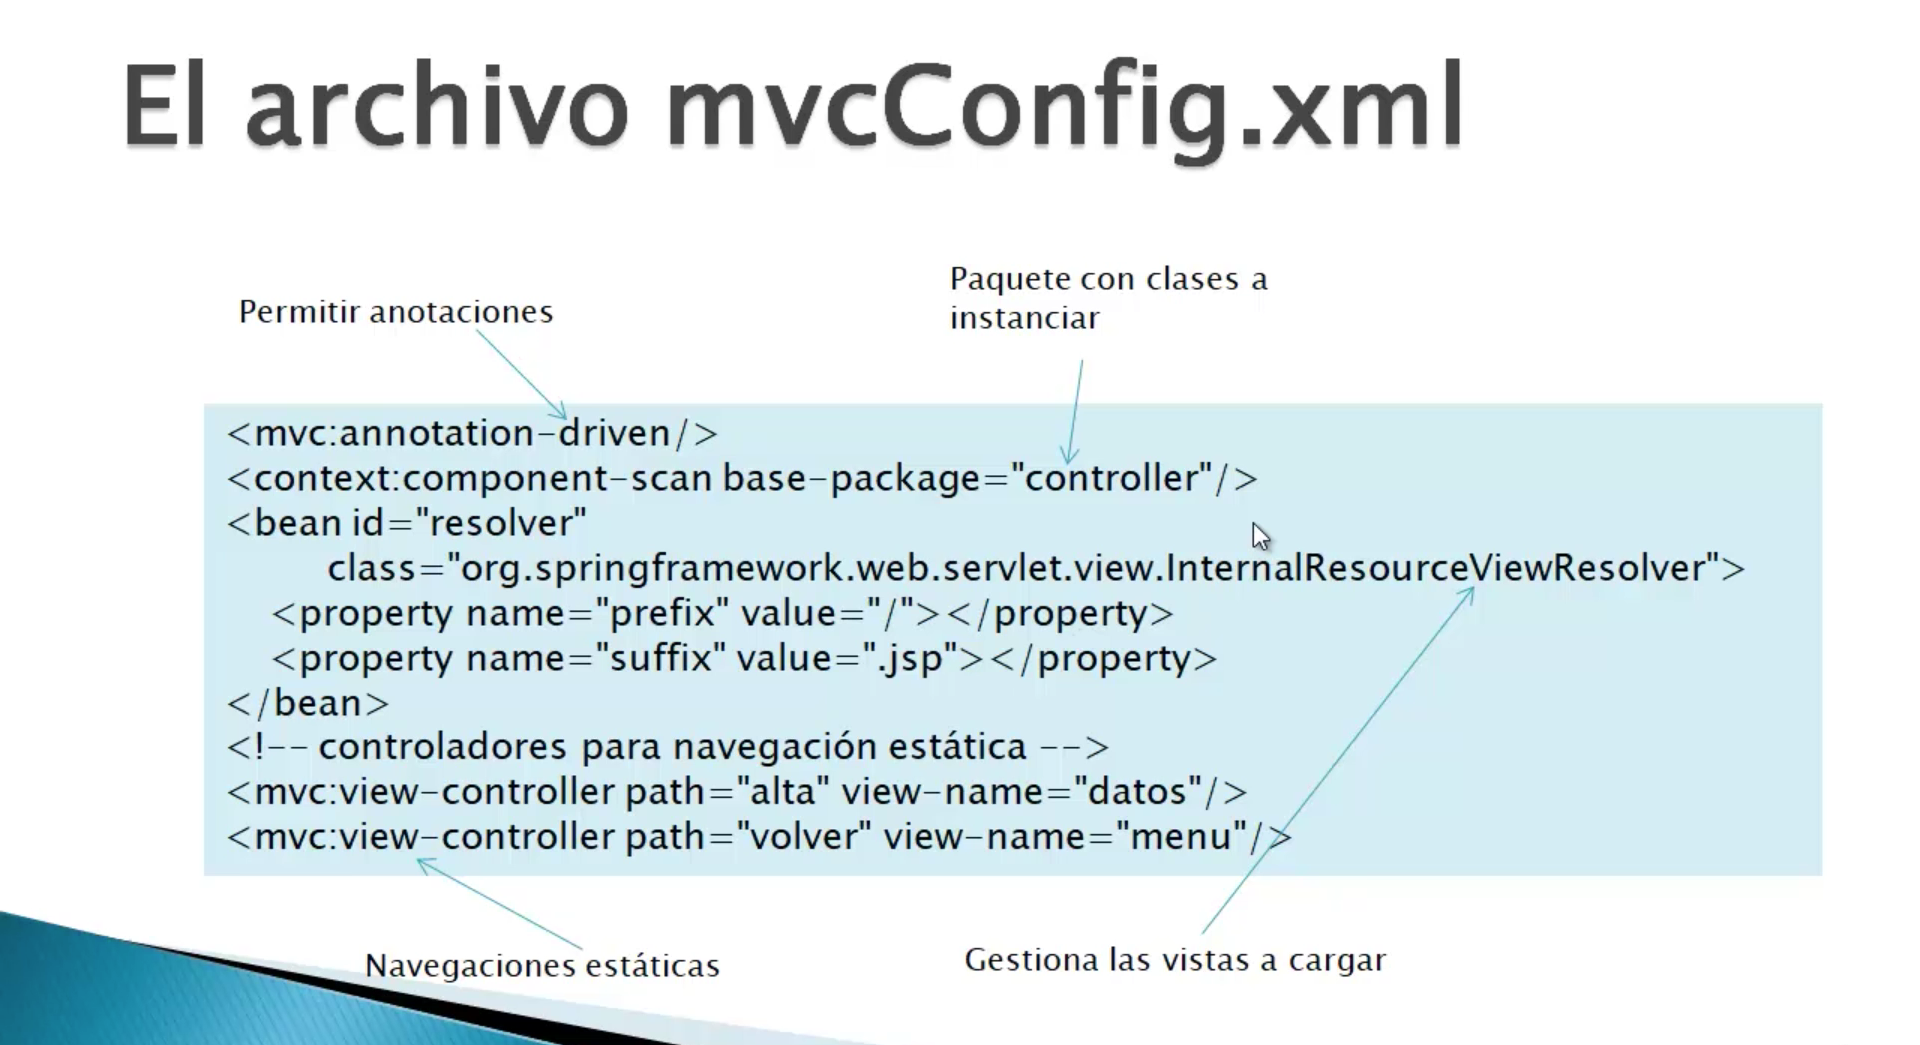 El archivo mvcConfig.xml
Permitir anotaciones
Paquete con clases a
instanciar
<mvc:annotation-driven/>
<context:component-scan base-package="controller"/>
<bean id="resolver"
class="org.springframework.web.servlet.view.InternalResourceViewResolver">
<property name="prefix" value="/"></property>
<property name="suffix" value=".jsp"></property>
</bean>
<!-- controladores para navegación estática -->
<mvc:view-controller path="alta" view-name="datos"/>
<mvc:view-controller path="volver" view-name="menu"/>
Navegaciones estáticas
Gestiona las vistas a cargar